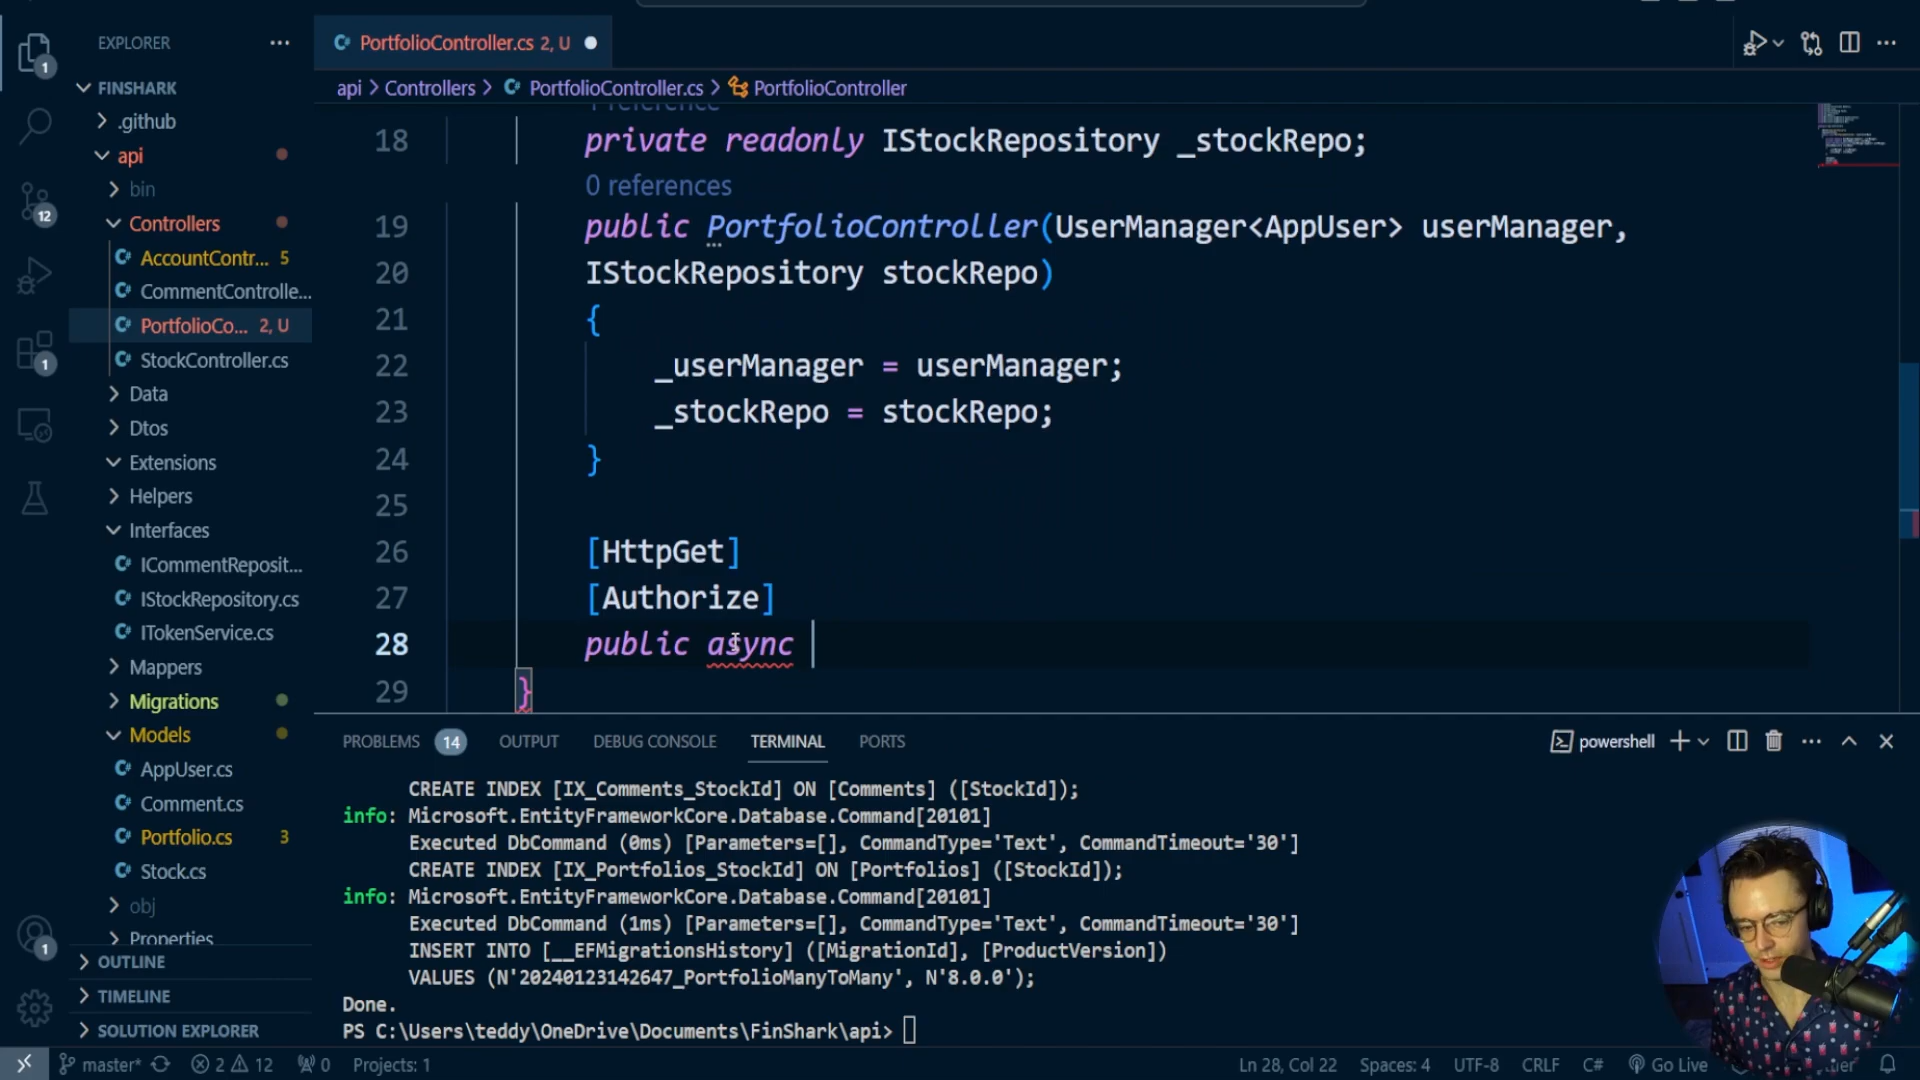 EXPLORER
FINSHARK
.github
api
bin
Controllers
AccountContr... 5
CommentControlle...
PortfolioCo... 2, U
StockController.cs
Data
Dtos
Extensions
Helpers
Interfaces
ICommentReposit...
IStockRepository.cs
ITokenService.cs
Mappers
Migrations
Models
AppUser.cs
Comment.cs
Portfolio.cs 3
Stock.cs
obj
Properties
OUTLINE
TIMELINE
SOLUTION EXPLORER
1
12
1
1
PortfolioController.cs 2, U
api > Controllers > PortfolioController.cs > PortfolioController
1 reference
18 private readonly IStockRepository _stockRepo;
0 references
19 public PortfolioController(UserManager<AppUser> userManager,
20 IStockRepository stockRepo)
21 {
22 _userManager = userManager;
23 _stockRepo = stockRepo;
24 }
25
26 [HttpGet]
27 [Authorize]
28 public async
29 }
PROBLEMS 14 OUTPUT DEBUG CONSOLE TERMINAL PORTS powershell
CREATE INDEX [IX_Comments_StockId] ON [Comments] ([StockId]);
info: Microsoft.EntityFrameworkCore.Database.Command[20101]
Executed DbCommand (0ms) [Parameters=[], CommandType='Text', CommandTimeout='30']
CREATE INDEX [IX_Portfolios_StockId] ON [Portfolios] ([StockId]);
info: Microsoft.EntityFrameworkCore.Database.Command[20101]
Executed DbCommand (1ms) [Parameters=[], CommandType='Text', CommandTimeout='30']
INSERT INTO [__EFMigrationsHistory] ([MigrationId], [ProductVersion])
VALUES (N'20240123142647_PortfolioManyToMany', N'8.0.0');
Done.
PS C:\Users\teddy\OneDrive\Documents\FinShark\api>
master* 2 12 0 Projects: 1 Ln 28, Col 22 Spaces: 4 UTF-8 CRLF C# Go Live